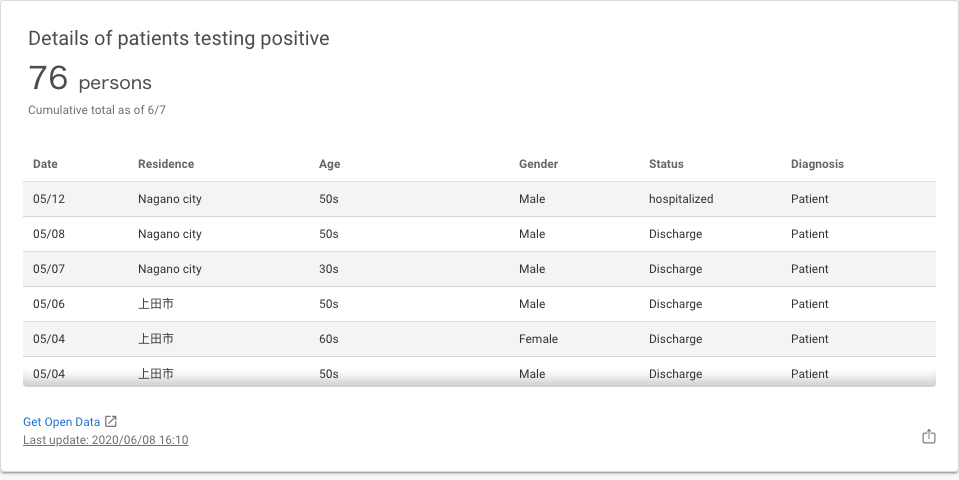 Details of patients testing positive
76 persons
Cumulative total as of 6/7
Date Residence Age Gender Status Diagnosis
05/12 Nagano city 50s Male hospitalized Patient
05/08 Nagano city 50s Male Discharge Patient
05/07 Nagano city 30s Male Discharge Patient
05/06 上田市 50s Male Discharge Patient
05/04 上田市 60s Female Discharge Patient
05/04 上田市 50s Male Discharge Patient
Get Open Data
Last update: 2020/06/08 16:10